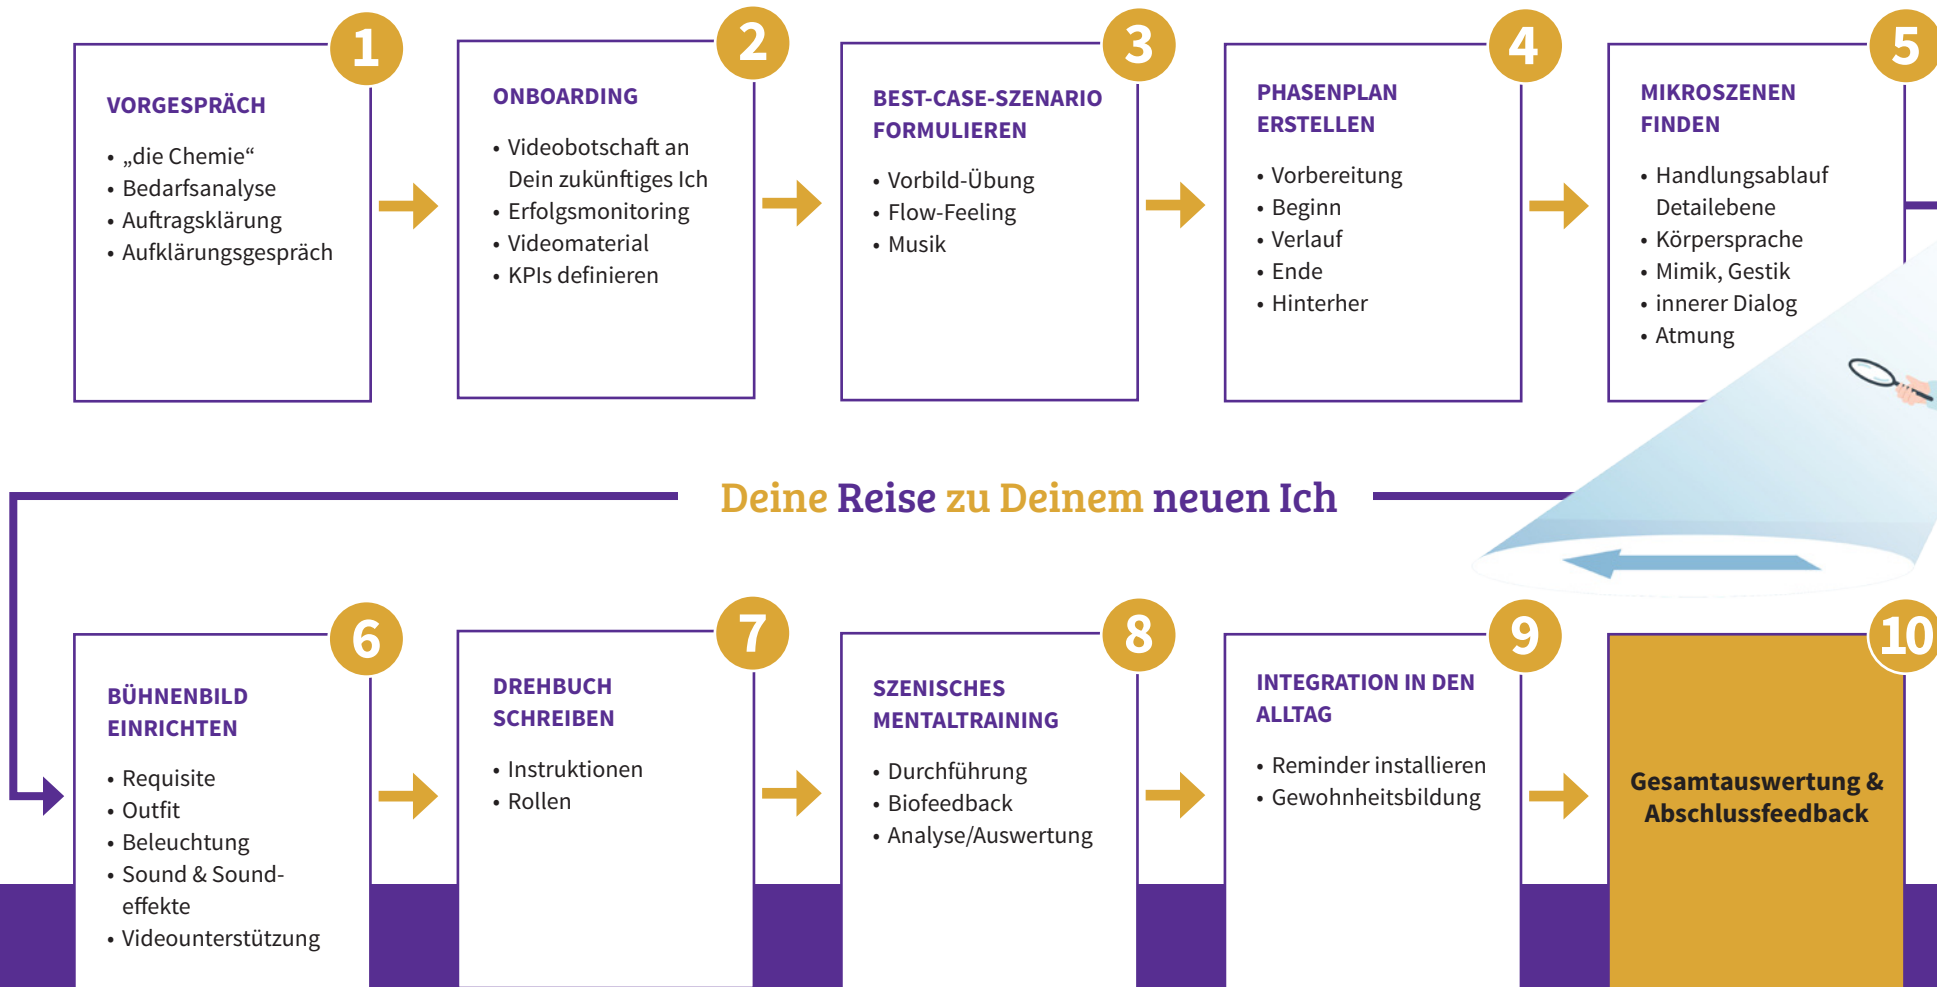 1
VORGESPRÄCH
• „die Chemie“
• Bedarfsanalyse
• Auftragsklärung
• Aufklärungsgespräch
2
ONBOARDING
• Videobotschaft an
Dein zukünftiges Ich
• Erfolgsmonitoring
• Videomaterial
• KPIs definieren
3
BEST-CASE-SZENARIO
FORMULIEREN
• Vorbild-Übung
• Flow-Feeling
• Musik
4
PHASENPLAN
ERSTELLEN
• Vorbereitung
• Beginn
• Verlauf
• Ende
• Hinterher
5
MIKROSZENEN
FINDEN
• Handlungsablauf
Detailebene
• Körpersprache
• Mimik, Gestik
• innerer Dialog
• Atmung
Deine Reise zu Deinem neuen Ich
6
BÜHNENBILD
EINRICHTEN
• Requisite
• Outfit
• Beleuchtung
• Sound & Sound-
effekte
• Videounterstützung
7
DREHBUCH
SCHREIBEN
• Instruktionen
• Rollen
8
SZENISCHES
MENTALTRAINING
• Durchführung
• Biofeedback
• Analyse/Auswertung
9
INTEGRATION IN DEN
ALLTAG
• Reminder installieren
• Gewohnheitsbildung
10
Gesamtauswertung &
Abschlussfeedback